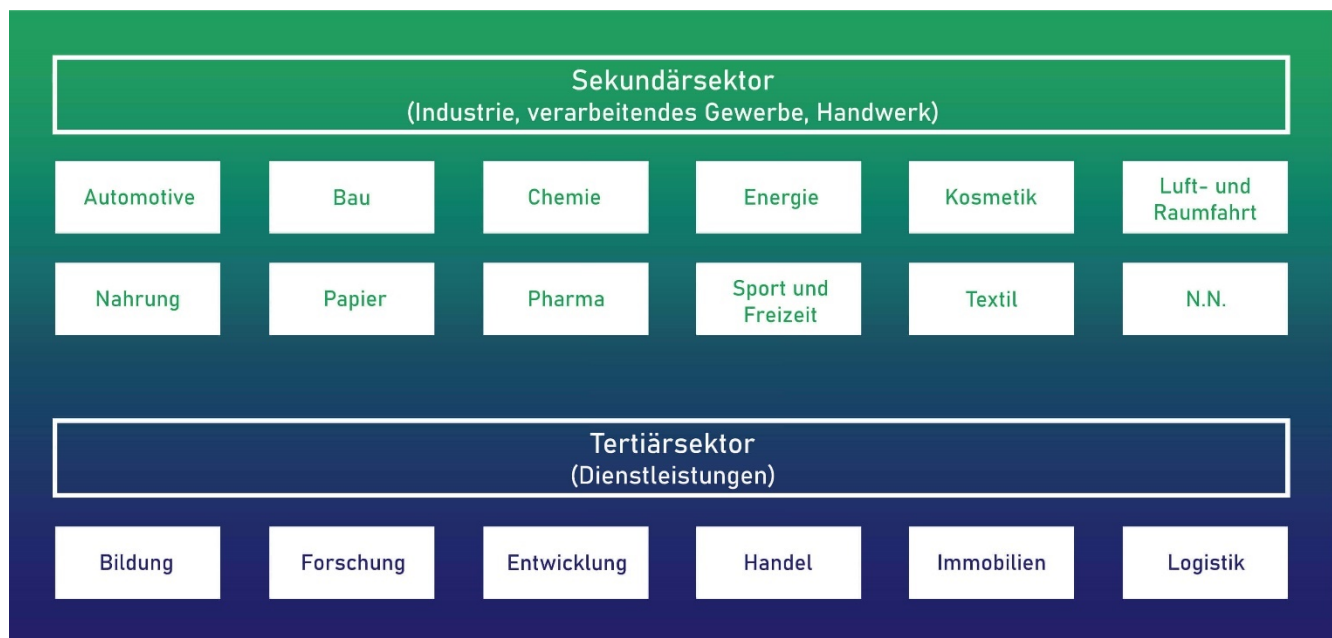 Sekundärsektor
(Industrie, verarbeitendes Gewerbe, Handwerk)
Automotive
Bau
Chemie
Energie
Kosmetik
Luft- und
Raumfahrt
Nahrung
Papier
Pharma
Sport und
Freizeit
Textil
N.N.
Tertiärsektor
(Dienstleistungen)
Bildung
Forschung
Entwicklung
Handel
Immobilien
Logistik